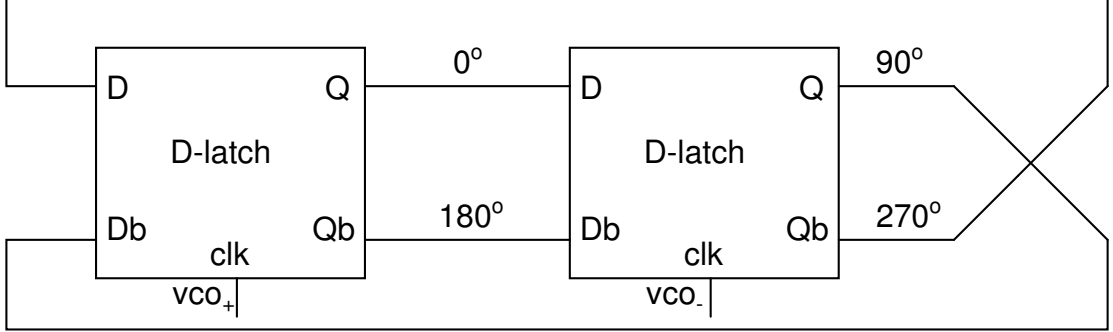 0° 90°
D Q D Q
D-latch D-latch
180° 270°
Db Qb Db Qb
clk clk
vco+ vco-